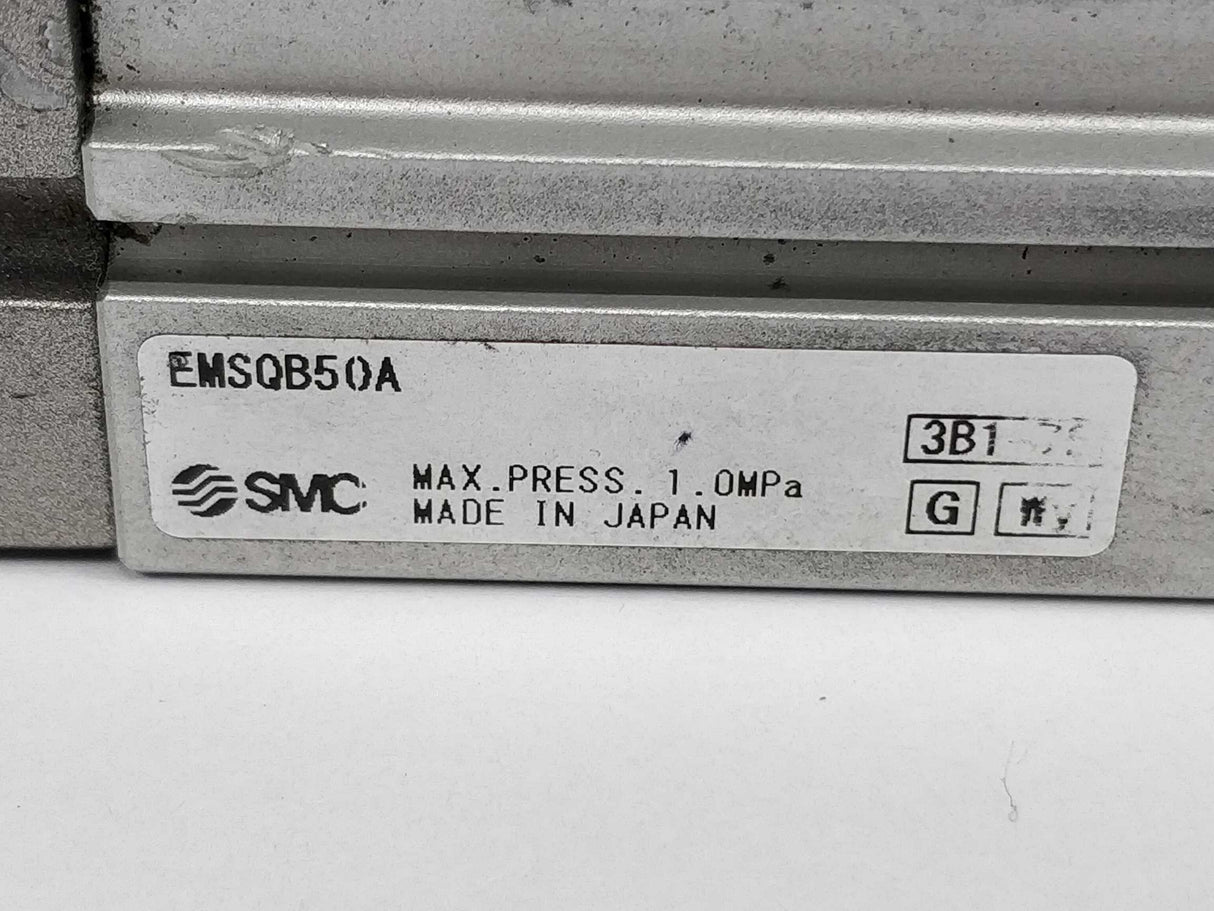 EMSQB50A
3B1
SMC
MAX.PRESS. 1.0MPa
MADE IN JAPAN
G